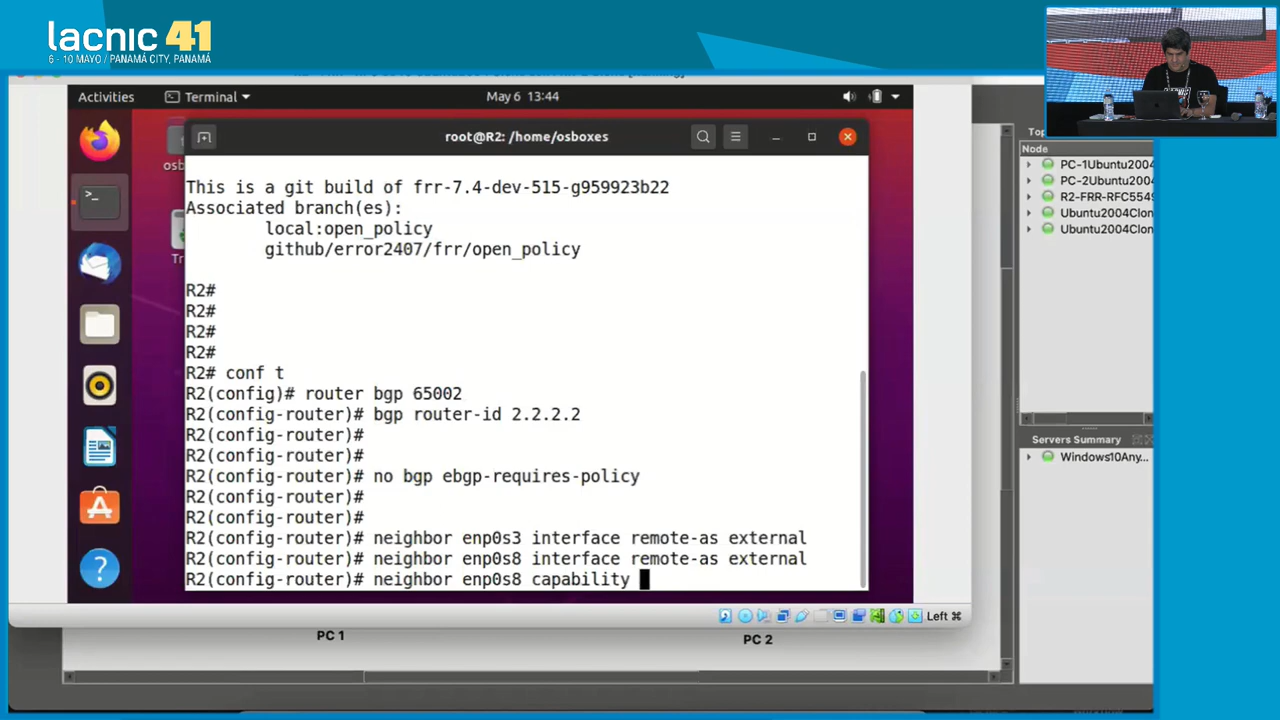 lacnic 41
6 - 10 MAYO / PANAMÁ CITY, PANAMÁ
Activities
Terminal
May 6 13:44
root@R2: /home/osboxes
This is a git build of frr-7.4-dev-515-g959923b22
Associated branch(es):
local:open_policy
github/error2407/frr/open_policy
R2#
R2#
R2#
R2#
R2# conf t
R2(config)# router bgp 65002
R2(config-router)# bgp router-id 2.2.2.2
R2(config-router)#
R2(config-router)#
R2(config-router)# no bgp ebgp-requires-policy
R2(config-router)#
R2(config-router)#
R2(config-router)# neighbor enp0s3 interface remote-as external
R2(config-router)# neighbor enp0s8 interface remote-as external
R2(config-router)# neighbor enp0s8 capability
osb
Tr
Left ⌘
PC 1
PC 2
Top
Node
PC-1Ubuntu2004
PC-2Ubuntu2004
R2-FRR-RFC5549
Ubuntu2004Clon
Ubuntu2004Clon
Servers Summary
Windows10Any...